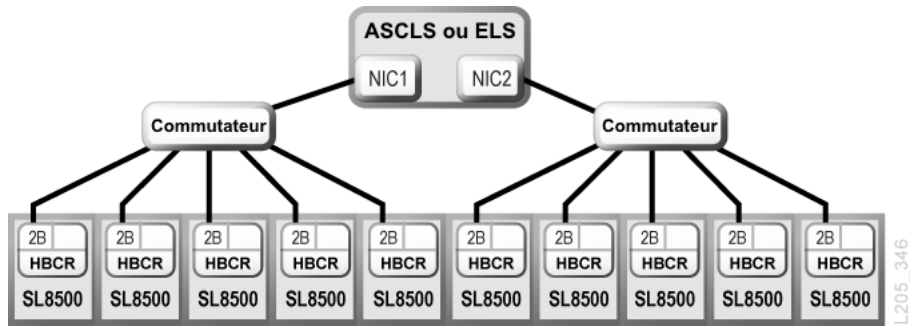 ASCLS ou ELS
NIC1 NIC2
Commutateur Commutateur
2B 2B 2B 2B 2B 2B 2B 2B 2B 2B
HBCR HBCR HBCR HBCR HBCR HBCR HBCR HBCR HBCR HBCR
SL8500 SL8500 SL8500 SL8500 SL8500 SL8500 SL8500 SL8500 SL8500 SL8500
L205_346